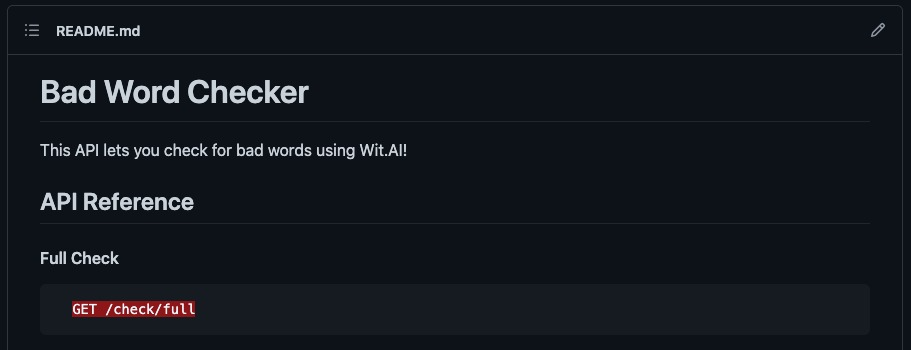 README.md
Bad Word Checker
This API lets you check for bad words using Wit.AI!
API Reference
Full Check
GET /check/full